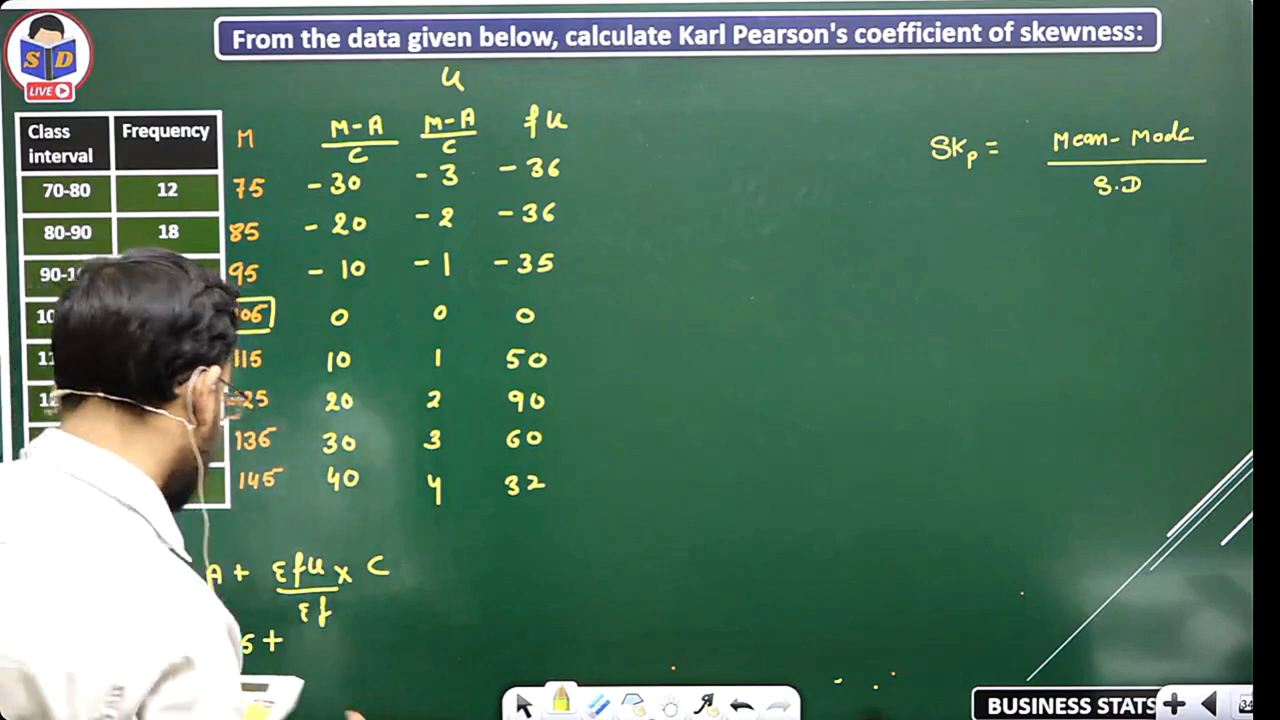 From the data given below, calculate Karl Pearson's coefficient of skewness:
S D
LIVE
u
Class interval Frequency M M-A/C M-A/C fu
70-80 12 75 -30 -3 -36
80-90 18 85 -20 -2 -36
95 -10 -1 -35
0 0 0
115 10 1 50
20 2 90
135 30 3 60
145 40 4 32
SKp = Mean-Mode/S.D
A + Σfu/Σf x C
+
BUSINESS STATS